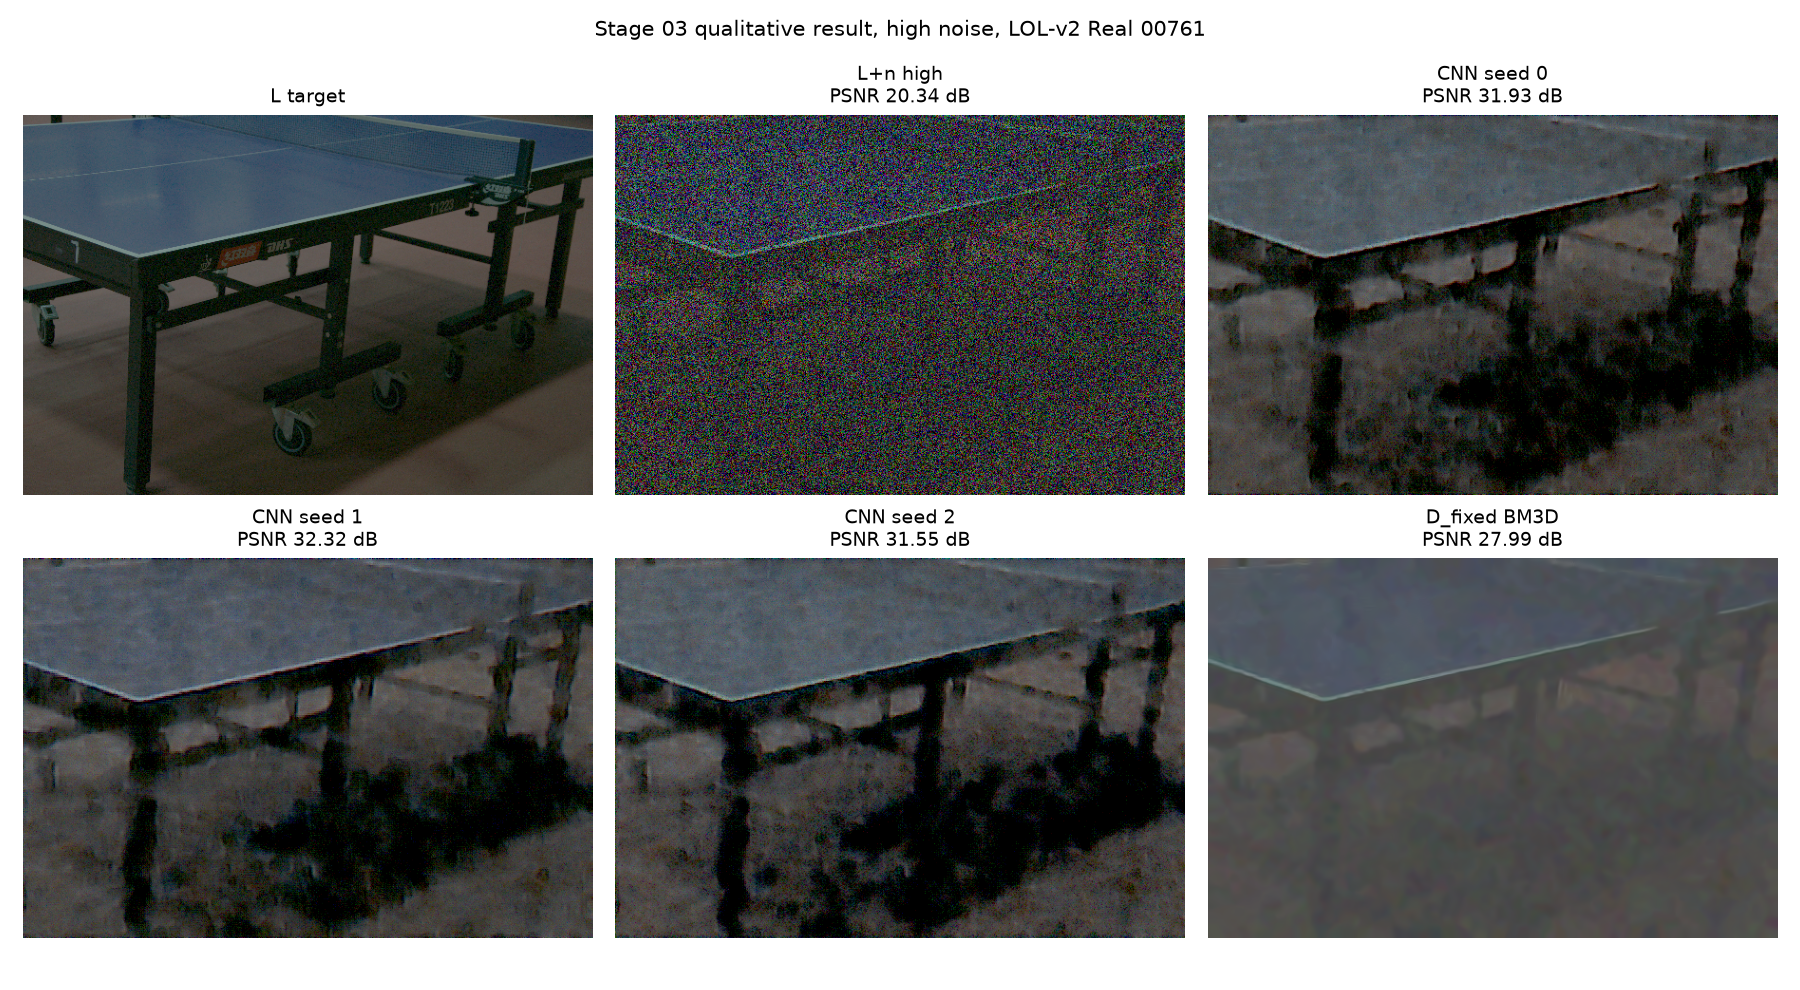 Stage 03 qualitative result, high noise, LOL-v2 Real 00761
L target
L+n high
PSNR 20.34 dB
CNN seed 0
PSNR 31.93 dB
T1223
DHS
CNN seed 1
PSNR 32.32 dB
CNN seed 2
PSNR 31.55 dB
D_fixed BM3D
PSNR 27.99 dB